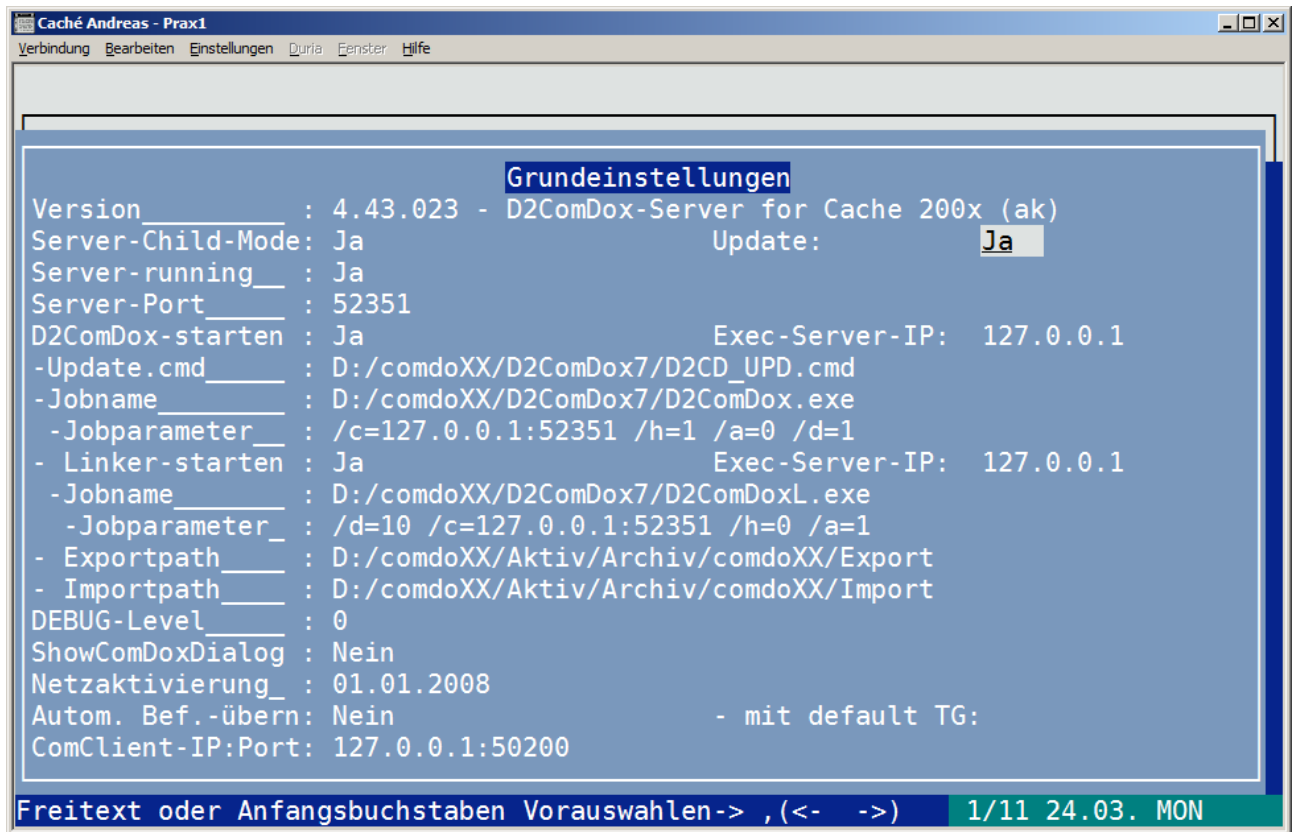 Caché Andreas - Prax1
Verbindung Bearbeiten Einstellungen Duria Fenster Hilfe
Grundeinstellungen
Version__________ : 4.43.023 - D2ComDox-Server for Cache 200x (ak)
Server-Child-Mode: Ja Update: Ja
Server-running__ : Ja
Server-Port_____ : 52351
D2ComDox-starten : Ja Exec-Server-IP: 127.0.0.1
-Update.cmd_____ : D:/comdoXX/D2ComDox7/D2CD_UPD.cmd
-Jobname________ : D:/comdoXX/D2ComDox7/D2ComDox.exe
-Jobparameter__ : /c=127.0.0.1:52351 /h=1 /a=0 /d=1
- Linker-starten : Ja Exec-Server-IP: 127.0.0.1
-Jobname_______ : D:/comdoXX/D2ComDox7/D2ComDoxL.exe
-Jobparameter_ : /d=10 /c=127.0.0.1:52351 /h=0 /a=1
- Exportpath____ : D:/comdoXX/Aktiv/Archiv/comdoXX/Export
- Importpath____ : D:/comdoXX/Aktiv/Archiv/comdoXX/Import
DEBUG-Level_____ : 0
ShowComDoxDialog : Nein
Netzaktivierung_ : 01.01.2008
Autom. Bef.-übern: Nein - mit default TG:
ComClient-IP:Port: 127.0.0.1:50200
Freitext oder Anfangsbuchstaben Vorauswahlen-> ,(<- ->) 1/11 24.03. MON